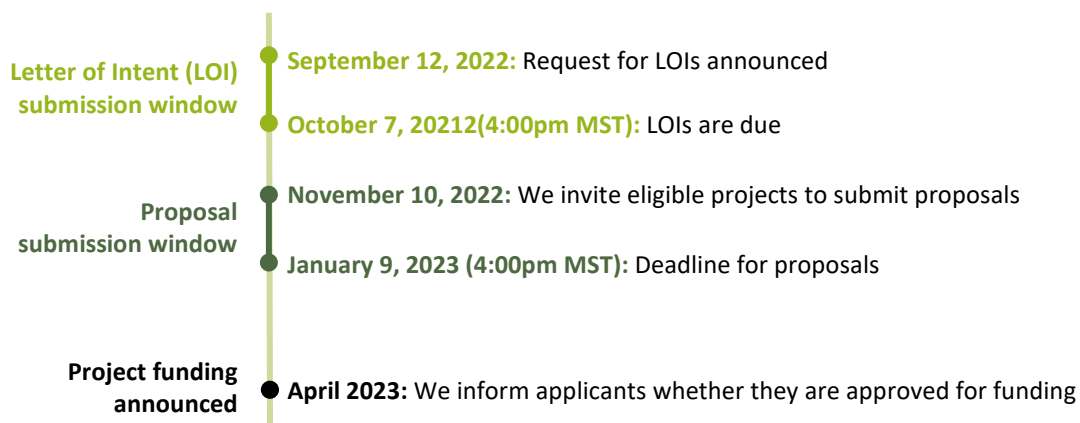 Letter of Intent (LOI)
submission window
September 12, 2022: Request for LOIs announced
October 7, 20212(4:00pm MST): LOIs are due
Proposal
submission window
November 10, 2022: We invite eligible projects to submit proposals
January 9, 2023 (4:00pm MST): Deadline for proposals
Project funding
announced
April 2023: We inform applicants whether they are approved for funding